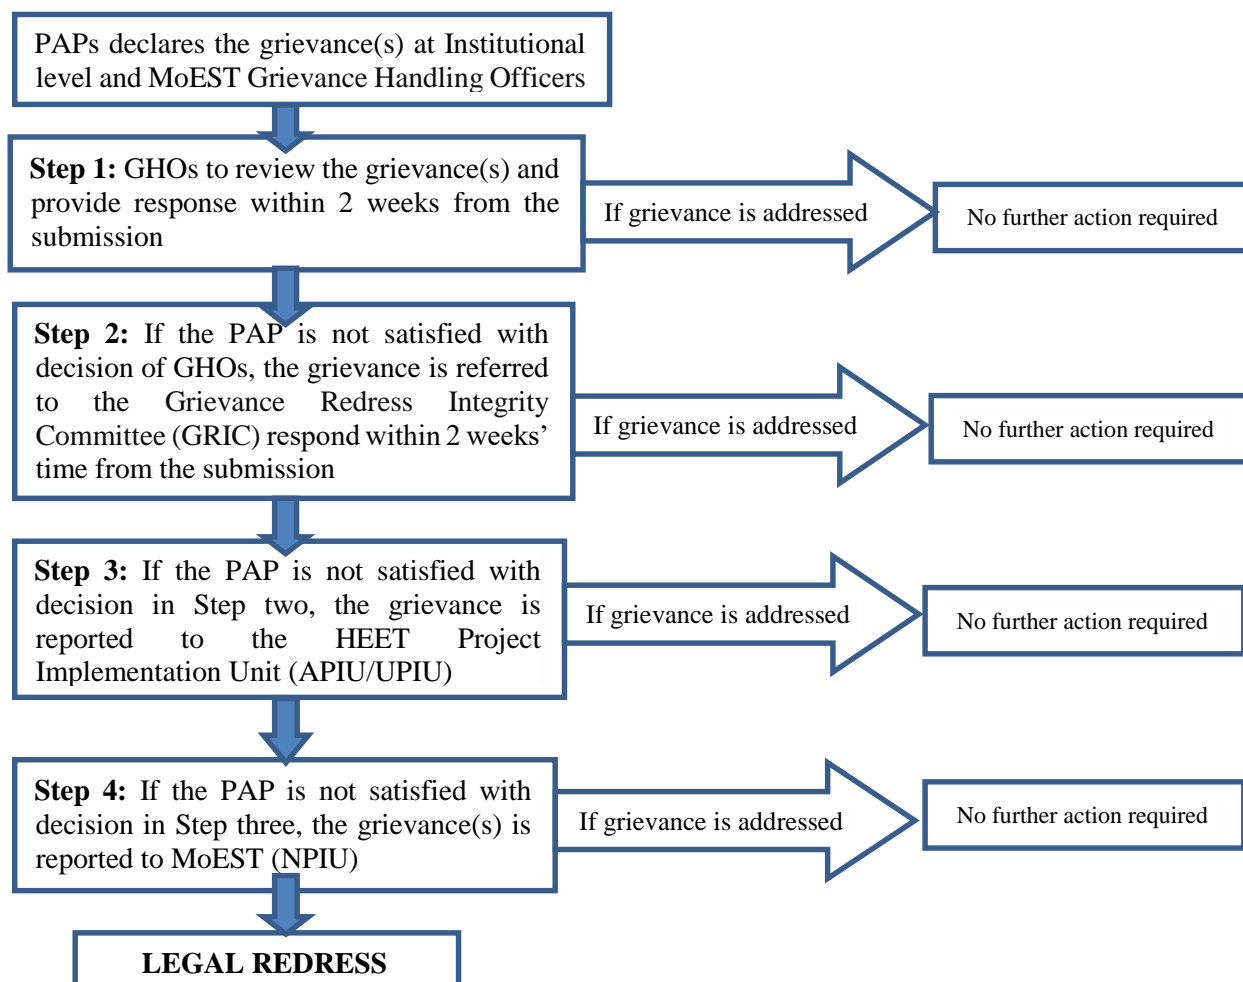 PAPs declares the grievance(s) at Institutional
level and MoEST Grievance Handling Officers
Step 1: GHOs to review the grievance(s) and
provide response within 2 weeks from the
submission
If grievance is addressed
No further action required
Step 2: If the PAP is not satisfied with
decision of GHOs, the grievance is referred
to the Grievance Redress Integrity
Committee (GRIC) respond within 2 weeks’
time from the submission
If grievance is addressed
No further action required
Step 3: If the PAP is not satisfied with
decision in Step two, the grievance is
reported to the HEET Project
Implementation Unit (APIU/UPIU)
If grievance is addressed
No further action required
Step 4: If the PAP is not satisfied with
decision in Step three, the grievance(s) is
reported to MoEST (NPIU)
If grievance is addressed
No further action required
LEGAL REDRESS